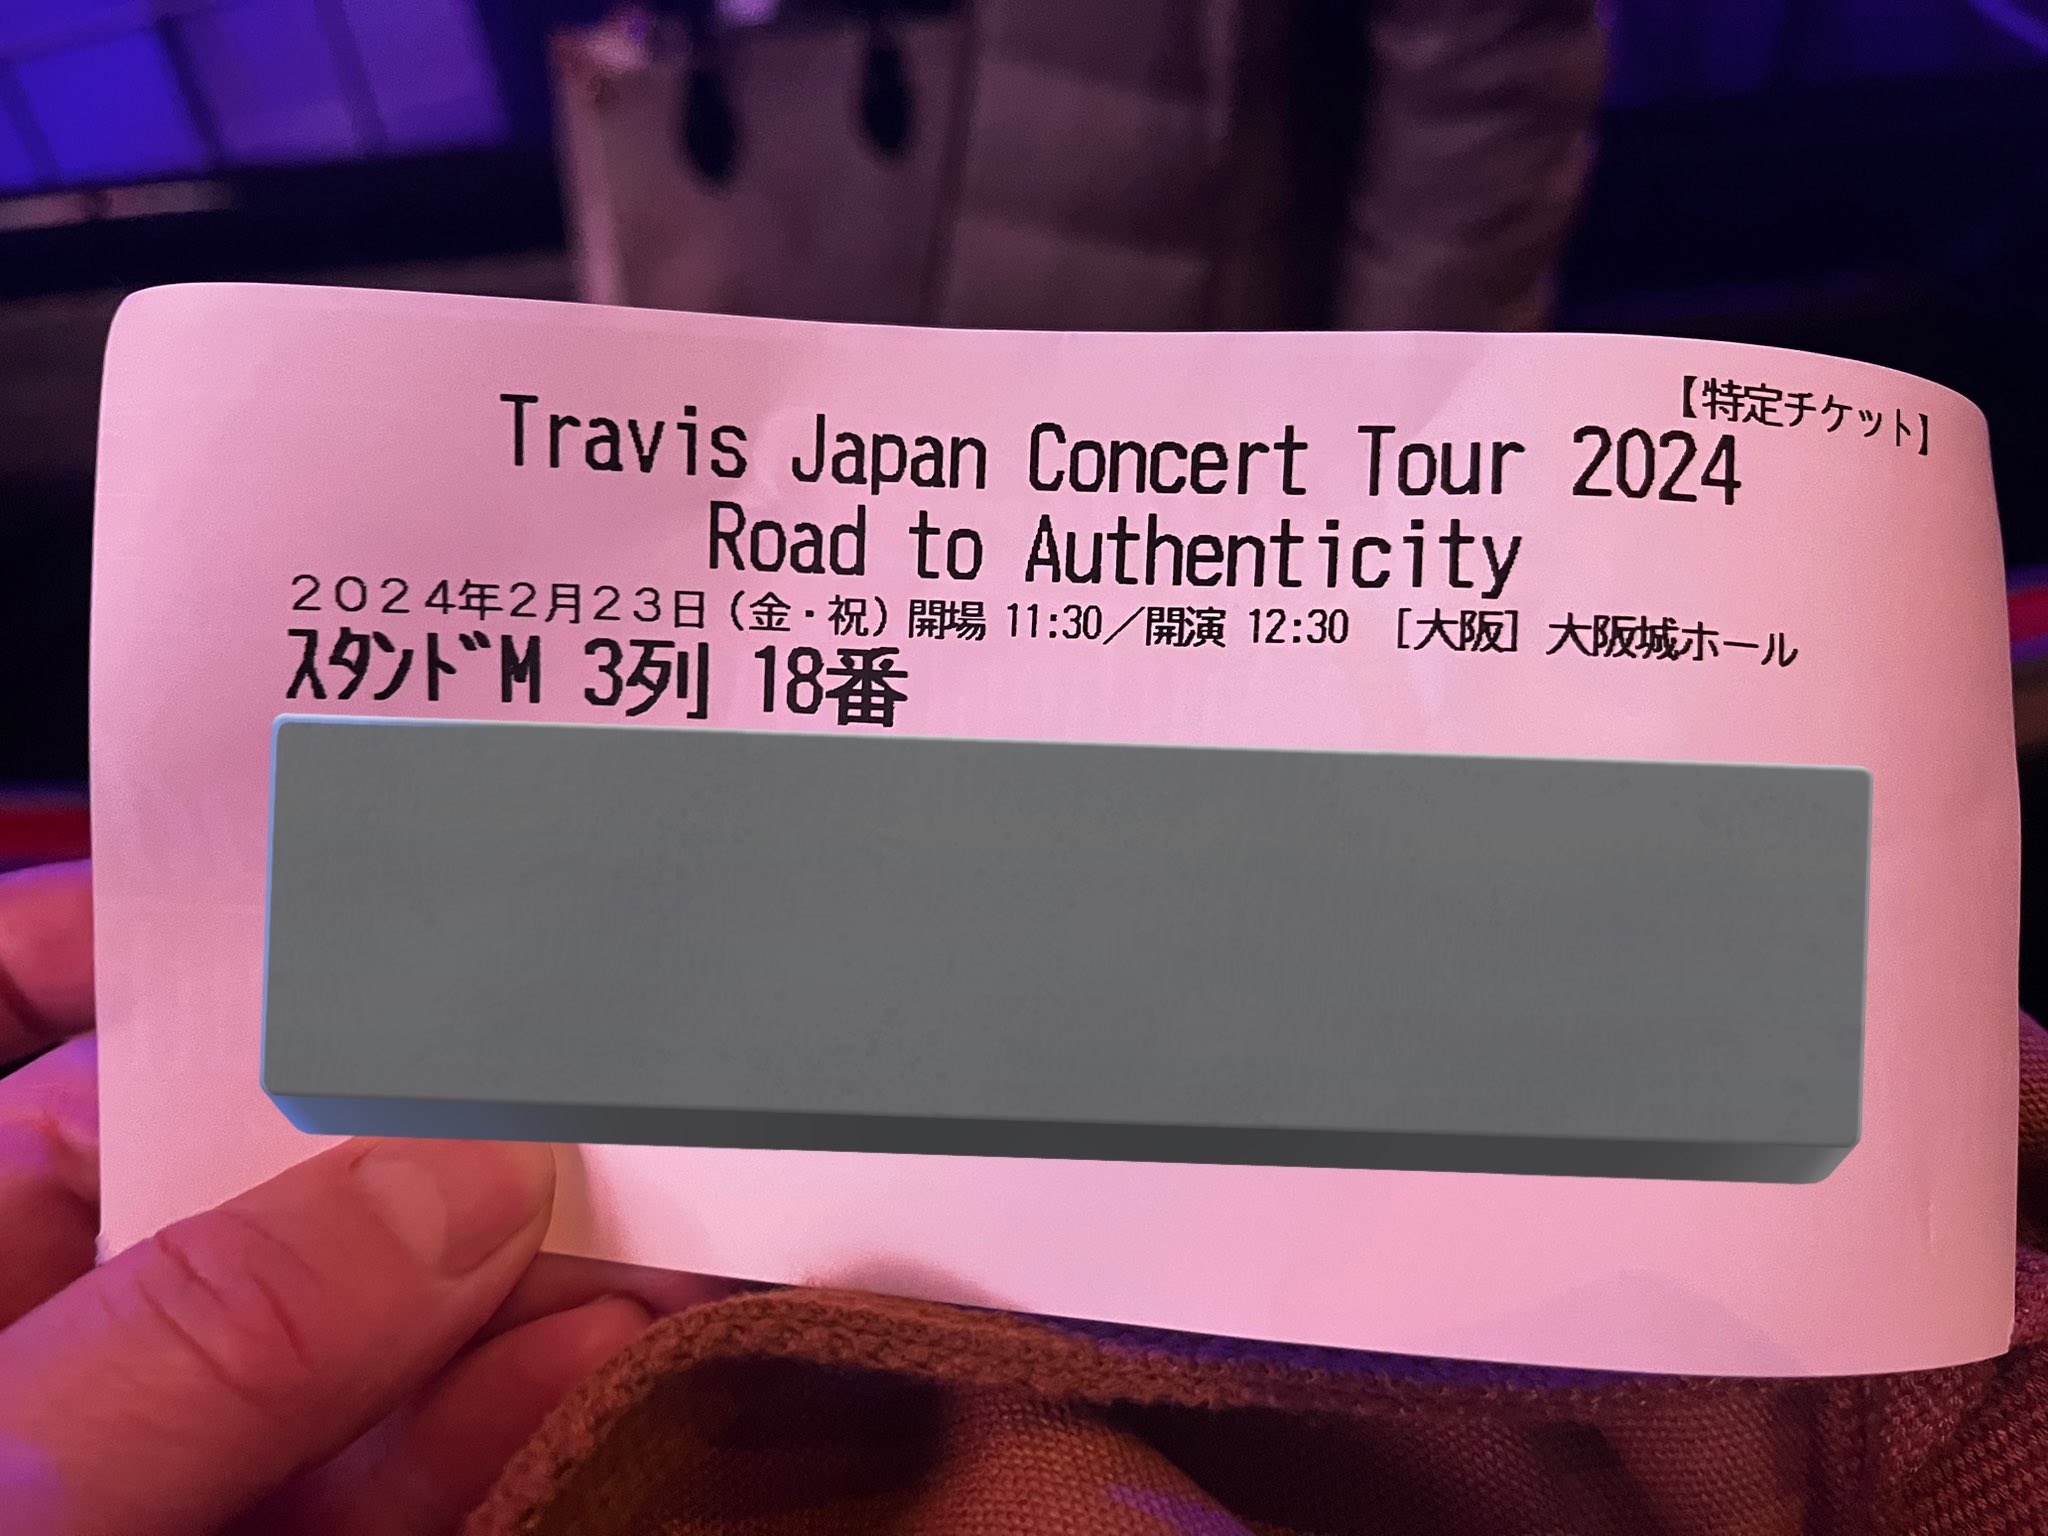 【特定チケット】
Travis Japan Concert Tour 2024
Road to Authenticity
２０２４年２月２３日（金・祝）開場 11:30／開演 12:30 ［大阪］ 大阪城ホール
ｽﾀﾝﾄﾞM 3列 18番